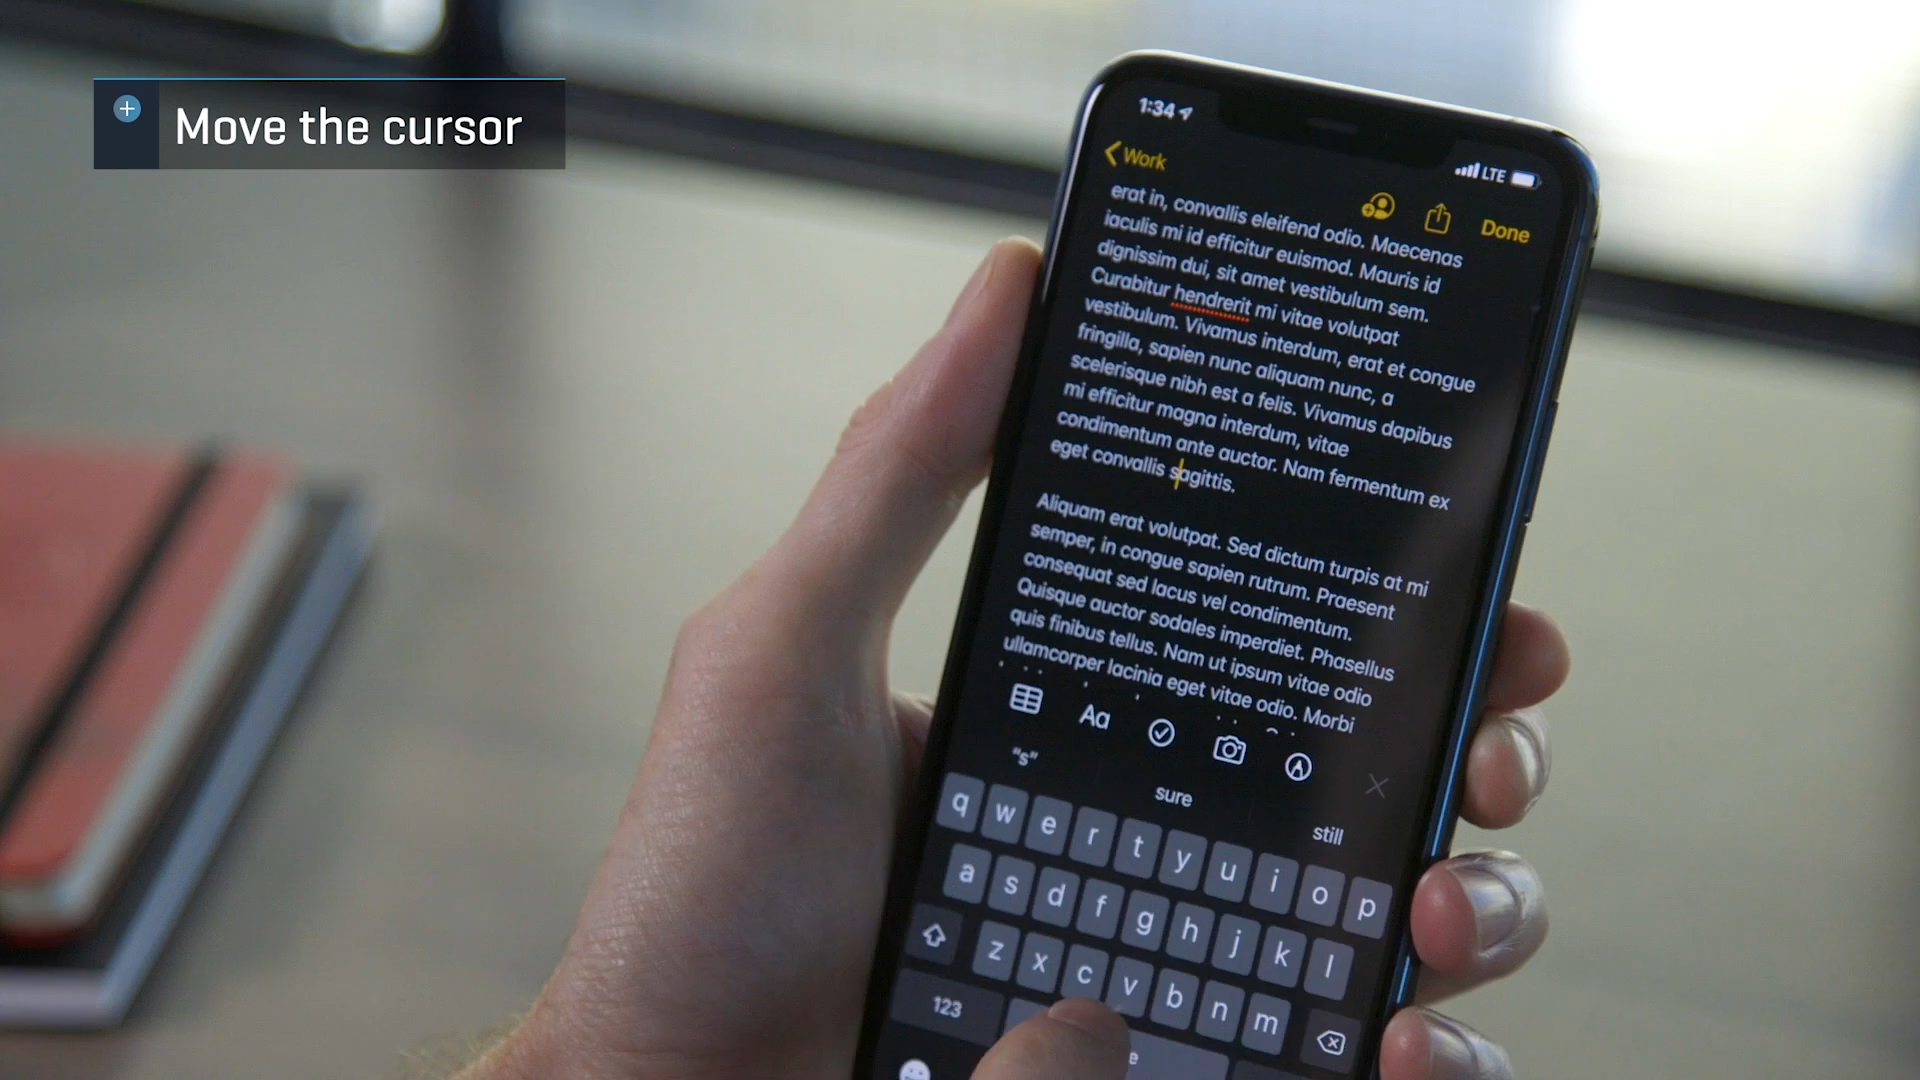 Move the cursor
1:34
LTE
Work
Done
erat in, convallis eleifend odio. Maecenas
iaculis mi id efficitur euismod. Mauris id
dignissim dui, sit amet vestibulum sem.
Curabitur hendrerit mi vitae volutpat
vestibulum. Vivamus interdum, erat et congue
fringilla, sapien nunc aliquam nunc, a
scelerisque nibh est a felis. Vivamus dapibus
mi efficitur magna interdum, vitae
condimentum ante auctor. Nam fermentum ex
eget convallis sagittis.
Aliquam erat volutpat. Sed dictum turpis at mi
semper, in congue sapien rutrum. Praesent
consequat sed lacus vel condimentum.
Quisque auctor sodales imperdiet. Phasellus
quis finibus tellus. Nam ut ipsum vitae odio
ullamcorper lacinia eget vitae odio. Morbi
Aa
“s” sure still
q w e r t y u i o p
a s d f g h j k l
z x c v b n m
123